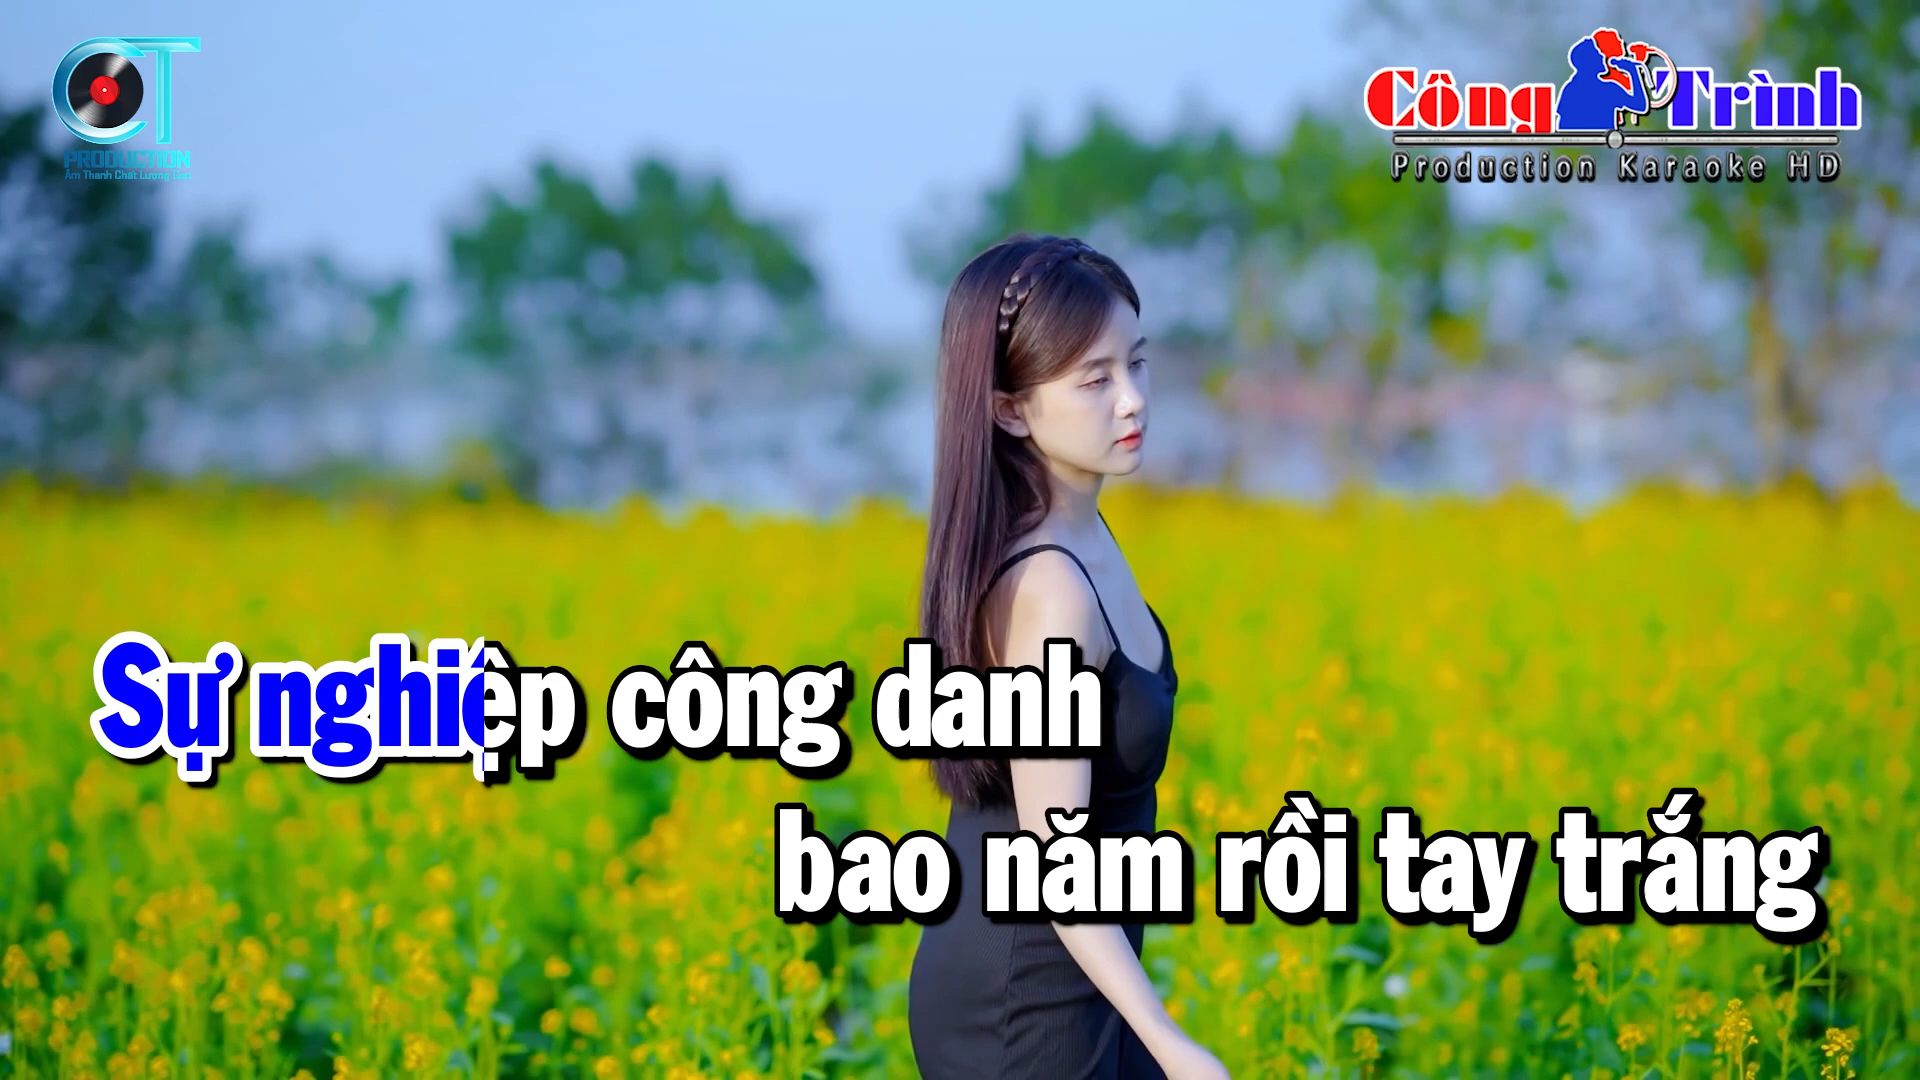 CT
PRODUCTION
Âm Thanh Chất Lượng Cao
Công Trình
Production Karaoke HD
Sự nghiệp công danh
bao năm rồi tay trắng